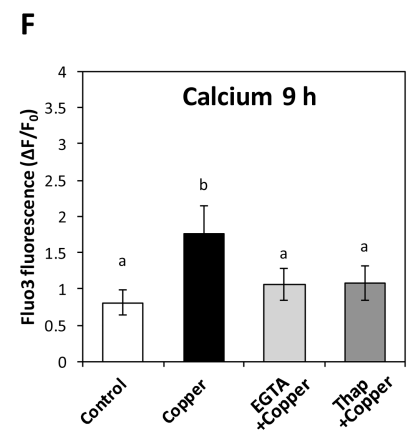 F
Calcium 9 h
Fluo3 fluorescence (ΔF/F₀)
4
3.5
3
2.5
2
1.5
1
0.5
0
a
b
a
a
Control
Copper
EGTA
+Copper
Thap
+Copper